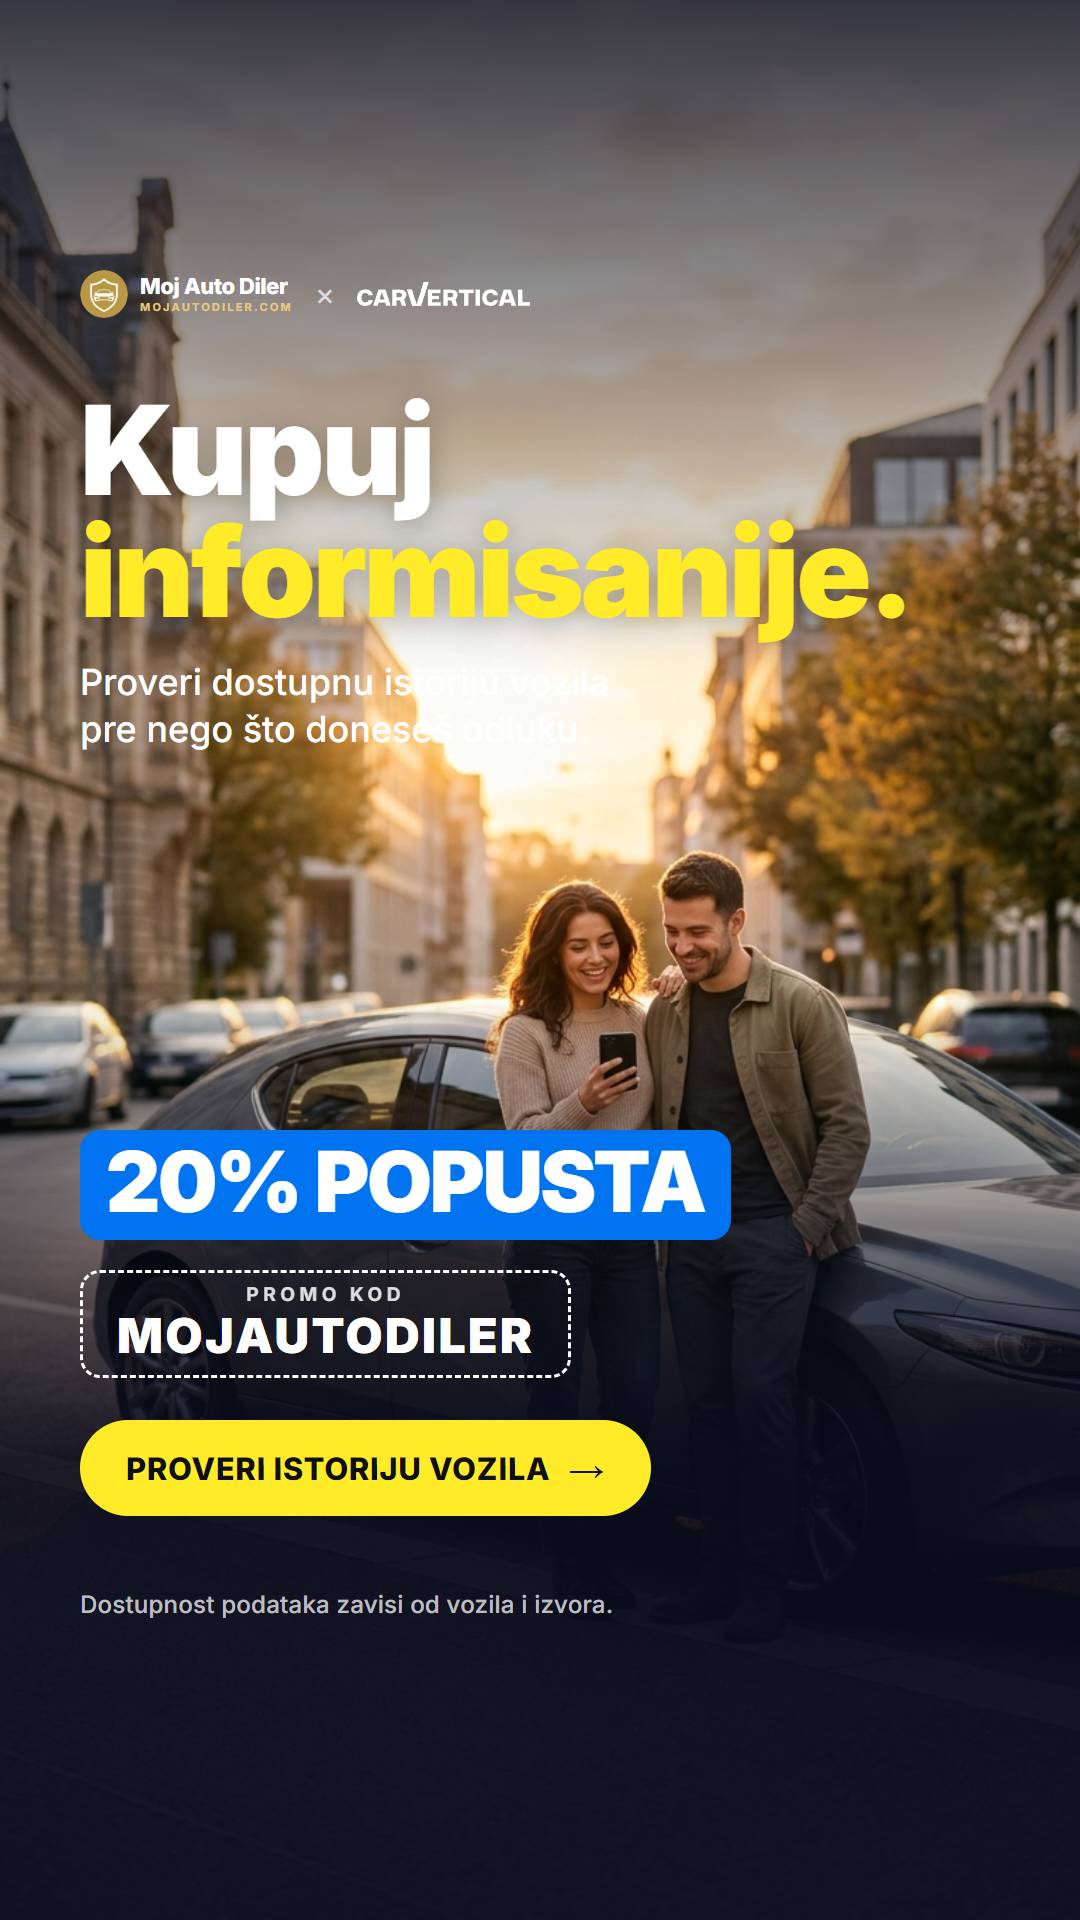 Moj Auto Diler
MOJAUTODILER.COM
× CARVERTICAL
Kupuj
informisanije.
Proveri dostupnu istoriju vozila
pre nego što doneseš odluku.
20% POPUSTA
PROMO KOD
MOJAUTODILER
PROVERI ISTORIJU VOZILA →
Dostupnost podataka zavisi od vozila i izvora.